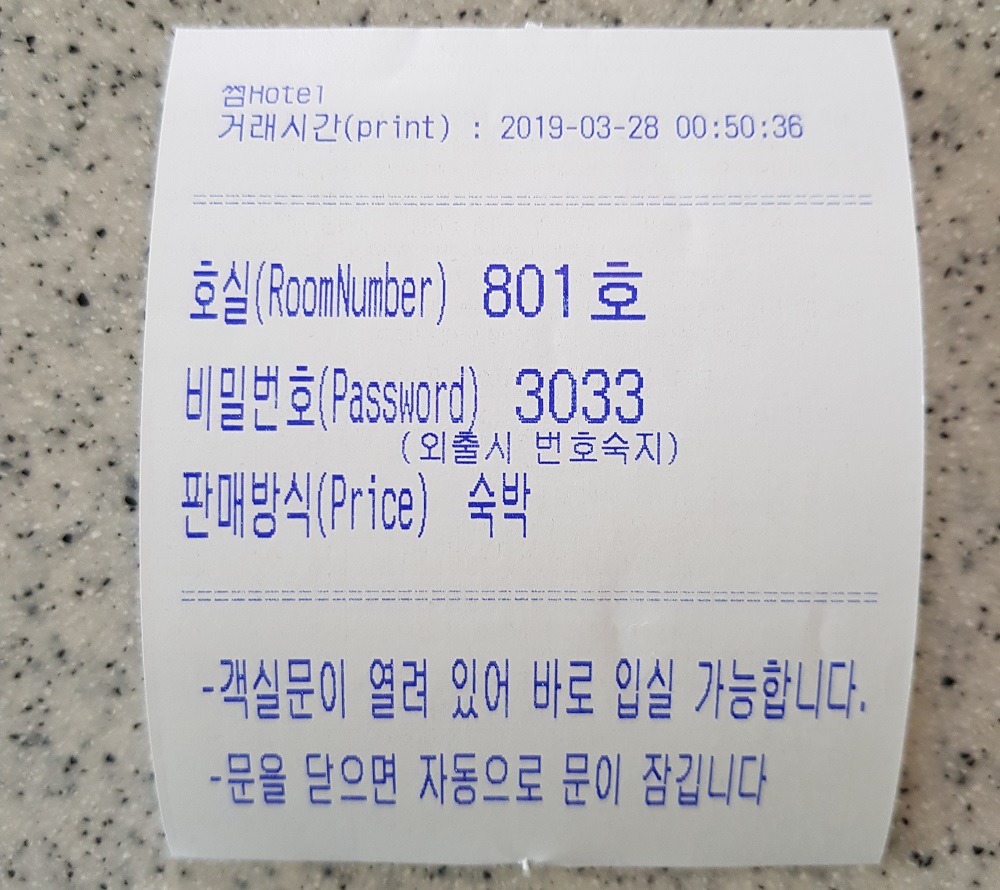 쩜Hotel
거래시간(print) : 2019-03-28 00:50:36
호실(RoomNumber) 801호
비밀번호(Password) 3033
(외출시 번호숙지)
판매방식(Price) 숙박
-객실문이 열려 있어 바로 입실 가능합니다.
-문을 닫으면 자동으로 문이 잠깁니다